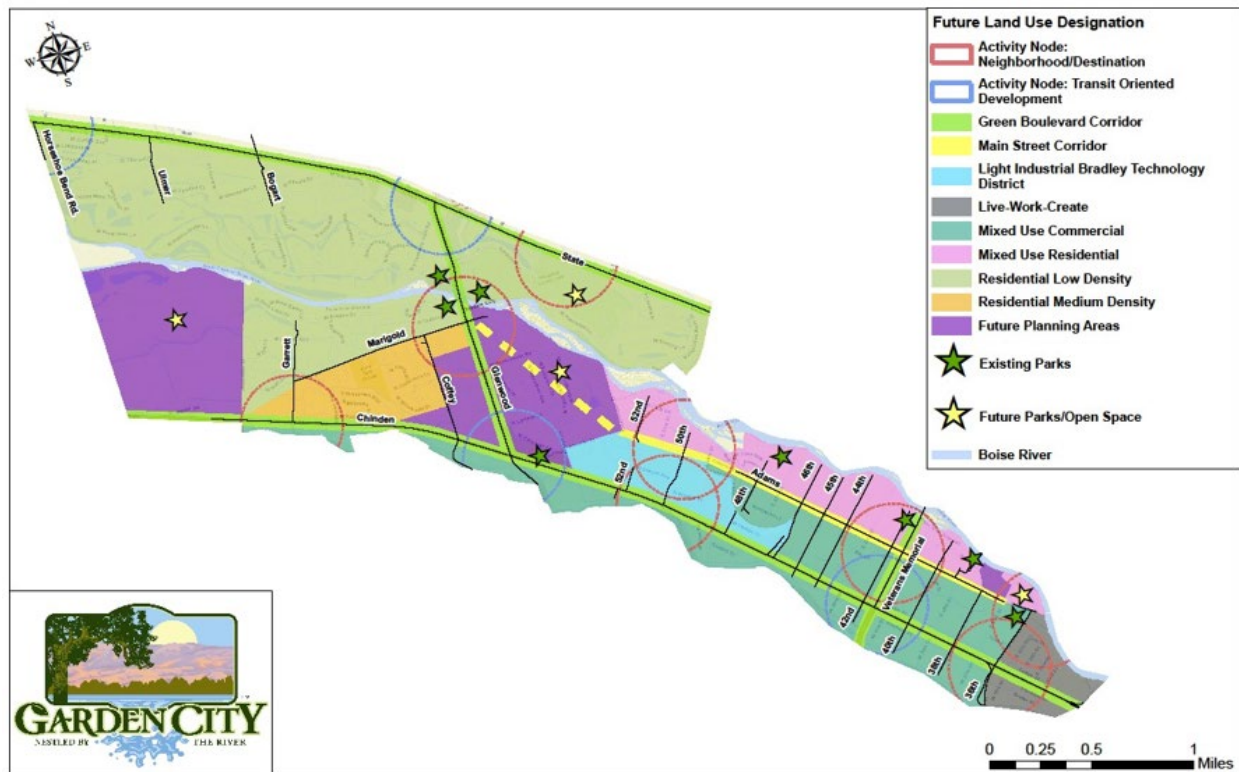 N
W
E
S
Future Land Use Designation
Activity Node:
Neighborhood/Destination
Activity Node: Transit Oriented
Development
Green Boulevard Corridor
Main Street Corridor
Light Industrial Bradley Technology
District
Live-Work-Create
Mixed Use Commercial
Mixed Use Residential
Residential Low Density
Residential Medium Density
Future Planning Areas
Existing Parks
Future Parks/Open Space
Boise River
Horseshoe Bend Rd.
Ulmer
Bogart
State
Garrett
Marigold
Coffey
Glenwood
Chinden
52nd
50th
52nd
48th
Adams
46th
45th
44th
Veterans Memorial
42nd
40th
38th
36th
GARDEN CITY
NESTLED BY THE RIVER
0 0.25 0.5 1
Miles